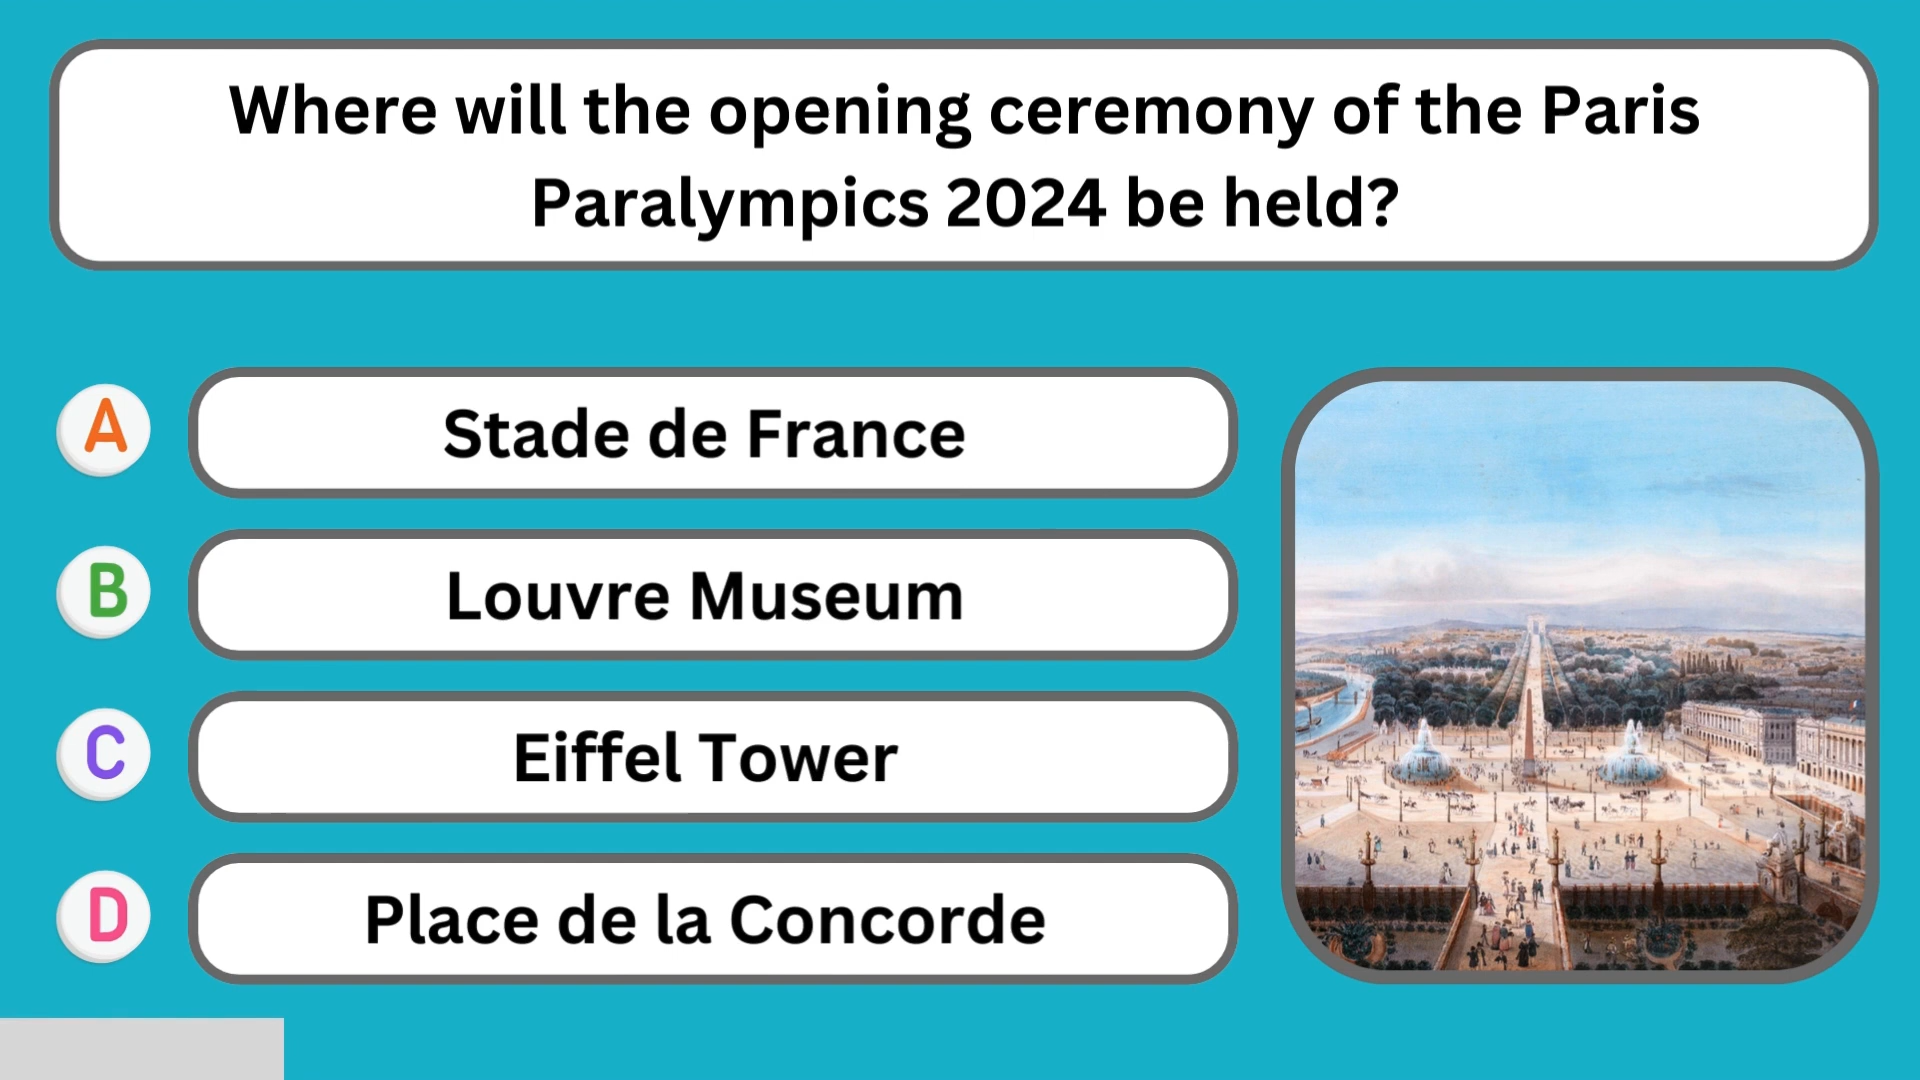 Where will the opening ceremony of the Paris
Paralympics 2024 be held?
A Stade de France
B Louvre Museum
C Eiffel Tower
D Place de la Concorde